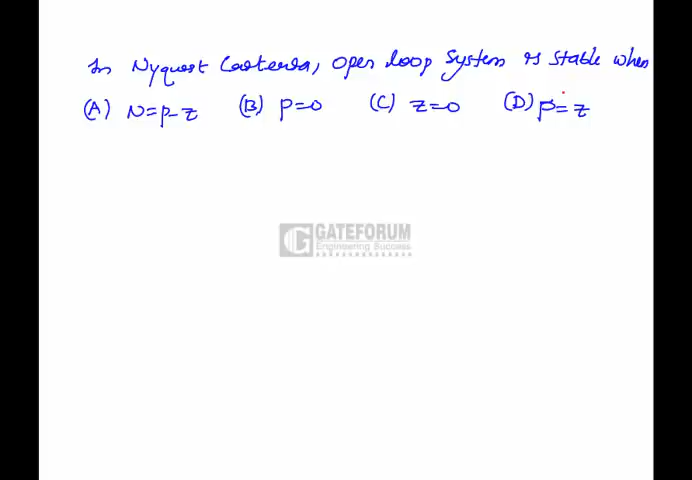 In Nyquist Criteria, open loop System is stable when
(A) N=P-Z (B) P=0 (C) Z=0 (D) P=Z
GATEFORUM
Engineering Success